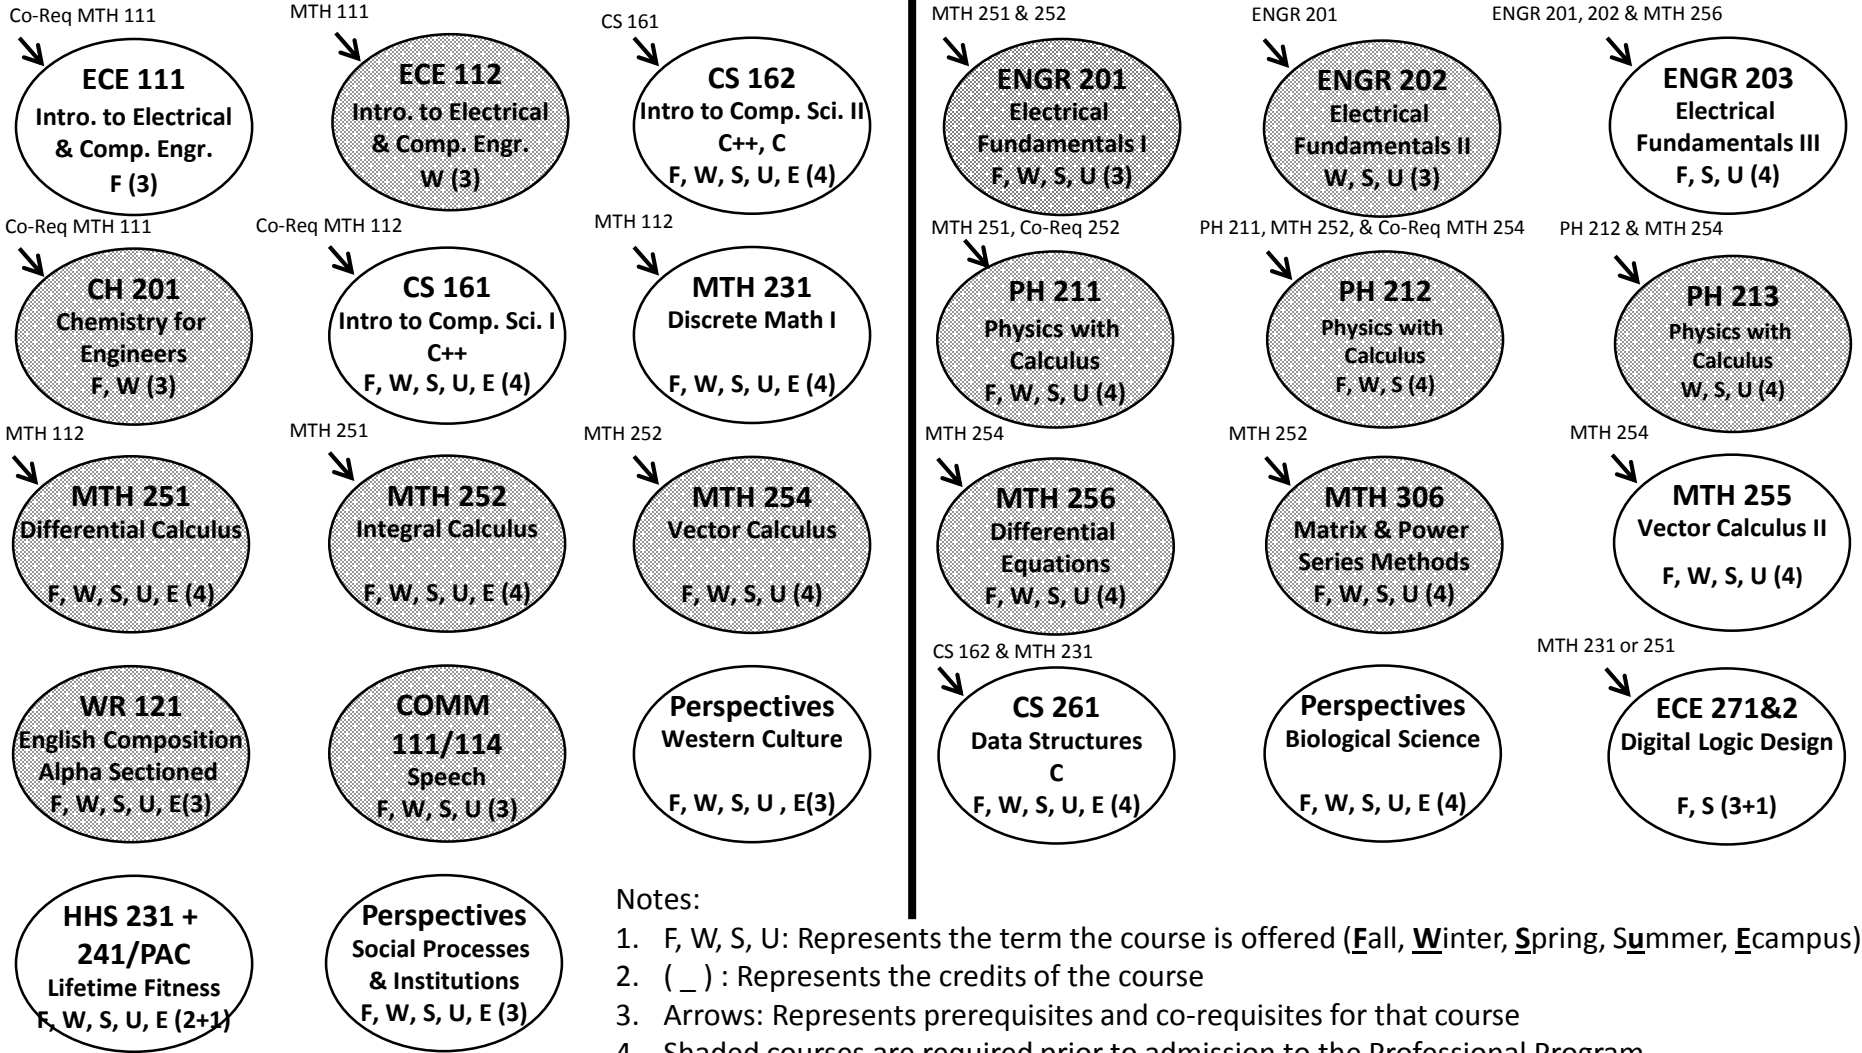 Co-Req MTH 111
ECE 111
Intro. to Electrical
& Comp. Engr.
F (3)
MTH 111
ECE 112
Intro. to Electrical
& Comp. Engr.
W (3)
CS 161
CS 162
Intro to Comp. Sci. II
C++, C
F, W, S, U, E (4)
MTH 251 & 252
ENGR 201
Electrical
Fundamentals I
F, W, S, U (3)
ENGR 201
ENGR 202
Electrical
Fundamentals II
W, S, U (3)
ENGR 201, 202 & MTH 256
ENGR 203
Electrical
Fundamentals III
F, S, U (4)
Co-Req MTH 111
CH 201
Chemistry for
Engineers
F, W (3)
Co-Req MTH 112
CS 161
Intro to Comp. Sci. I
C++
F, W, S, U, E (4)
MTH 112
MTH 231
Discrete Math I
F, W, S, U, E (4)
MTH 251, Co-Req 252
PH 211
Physics with
Calculus
F, W, S, U (4)
PH 211, MTH 252, & Co-Req MTH 254
PH 212
Physics with
Calculus
F, W, S (4)
PH 212 & MTH 254
PH 213
Physics with
Calculus
W, S, U (4)
MTH 112
MTH 251
Differential Calculus
F, W, S, U, E (4)
MTH 251
MTH 252
Integral Calculus
F, W, S, U, E (4)
MTH 252
MTH 254
Vector Calculus
F, W, S, U (4)
MTH 254
MTH 256
Differential
Equations
F, W, S, U (4)
MTH 252
MTH 306
Matrix & Power
Series Methods
F, W, S, U (4)
MTH 254
MTH 255
Vector Calculus II
F, W, S, U (4)
WR 121
English Composition
Alpha Sectioned
F, W, S, U, E(3)
COMM
111/114
Speech
F, W, S, U (3)
Perspectives
Western Culture
F, W, S, U , E(3)
CS 162 & MTH 231
CS 261
Data Structures
C
F, W, S, U, E (4)
Perspectives
Biological Science
F, W, S, U, E (4)
MTH 231 or 251
ECE 271&2
Digital Logic Design
F, S (3+1)
HHS 231 +
241/PAC
Lifetime Fitness
F, W, S, U, E (2+1)
Perspectives
Social Processes
& Institutions
F, W, S, U, E (3)
Notes:
1. F, W, S, U: Represents the term the course is offered (Fall, Winter, Spring, Summer, Ecampus)
2. ( _ ) : Represents the credits of the course
3. Arrows: Represents prerequisites and co-requisites for that course
4. Shaded courses are required prior to admission to the Professional Program